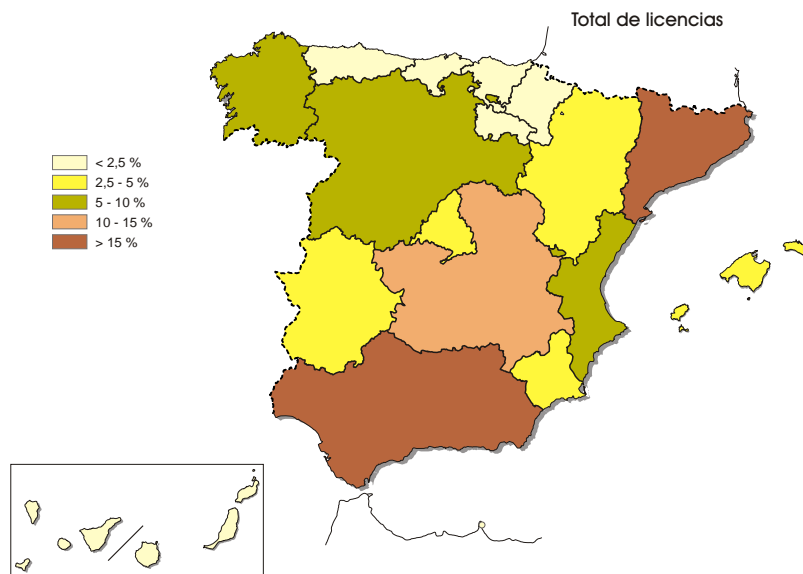 Total de licencias
< 2,5 %
2,5 - 5 %
5 - 10 %
10 - 15 %
> 15 %